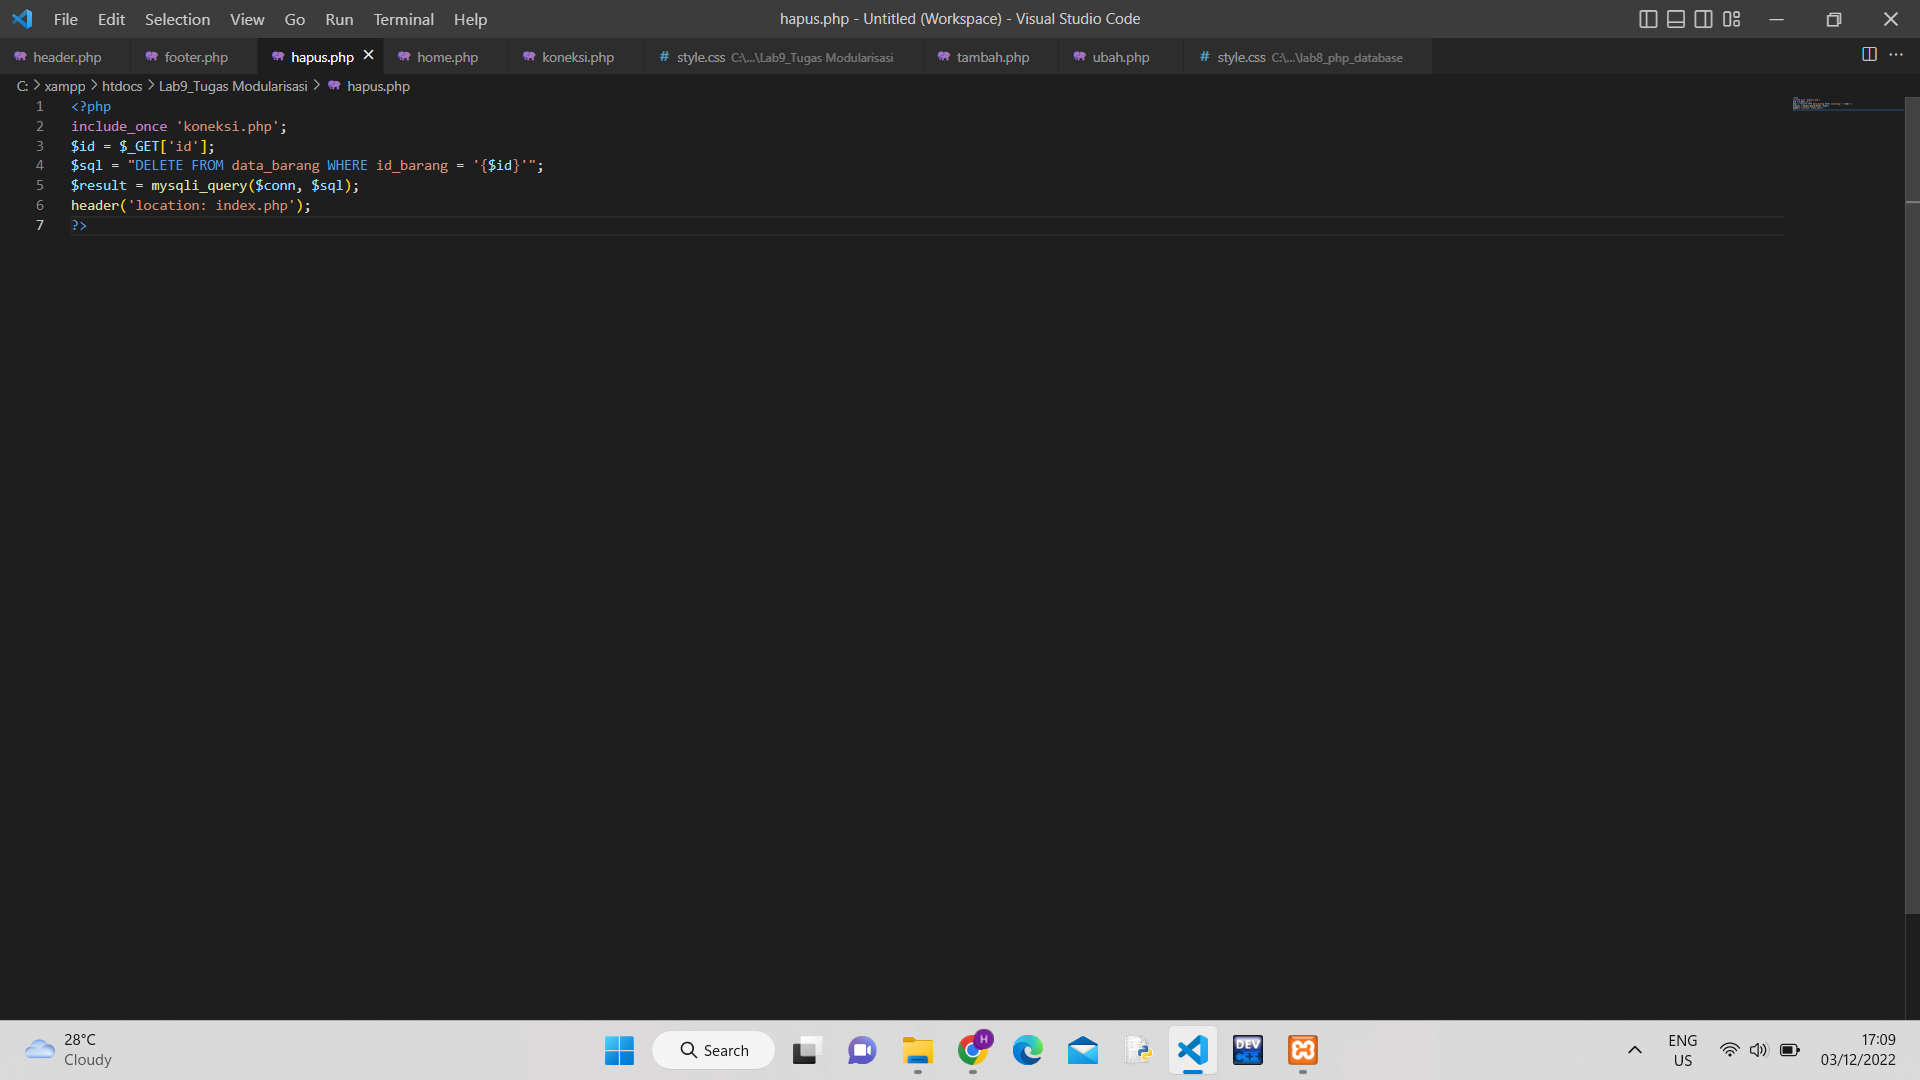 File Edit Selection View Go Run Terminal Help
hapus.php - Untitled (Workspace) - Visual Studio Code
header.php footer.php hapus.php home.php koneksi.php # style.css C:\...\Lab9_Tugas Modularisasi tambah.php ubah.php # style.css C:\...\lab8_php_database
C: > xampp > htdocs > Lab9_Tugas Modularisasi > hapus.php
1 <?php
2 include_once 'koneksi.php';
3 $id = $_GET['id'];
4 $sql = "DELETE FROM data_barang WHERE id_barang = '{$id}'";
5 $result = mysqli_query($conn, $sql);
6 header('location: index.php');
7 ?>
28°C
Cloudy
Search
H
DEV
C++
ENG
US
17:09
03/12/2022